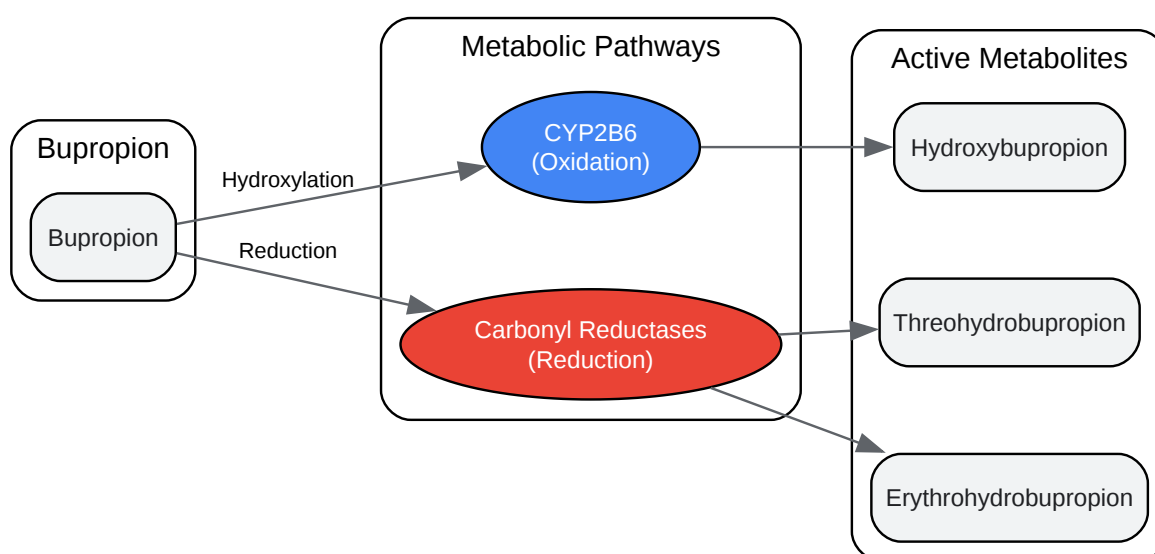 Bupropion
Bupropion
Hydroxylation
Reduction
Metabolic Pathways
CYP2B6
(Oxidation)
Carbonyl Reductases
(Reduction)
Active Metabolites
Hydroxybupropion
Threohydrobupropion
Erythrohydrobupropion